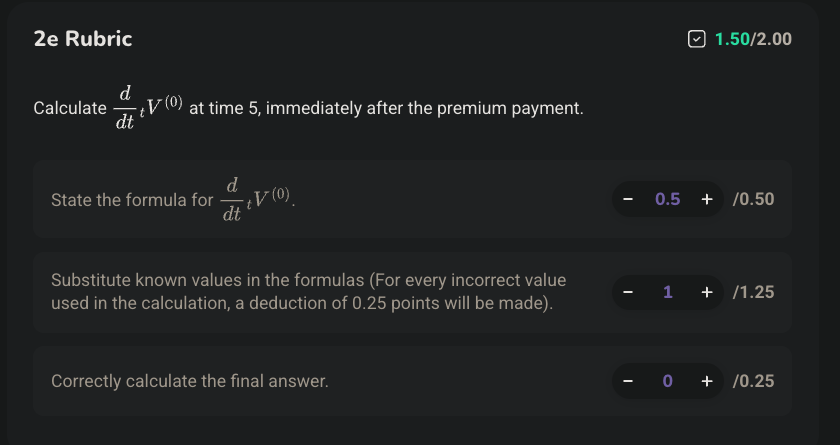 2e Rubric 1.50/2.00
Calculate \frac{d}{dt} {}_tV^{(0)} at time 5, immediately after the premium payment.
State the formula for \frac{d}{dt} {}_tV^{(0)}. − 0.5 + /0.50
Substitute known values in the formulas (For every incorrect value
used in the calculation, a deduction of 0.25 points will be made). − 1 + /1.25
Correctly calculate the final answer. − 0 + /0.25